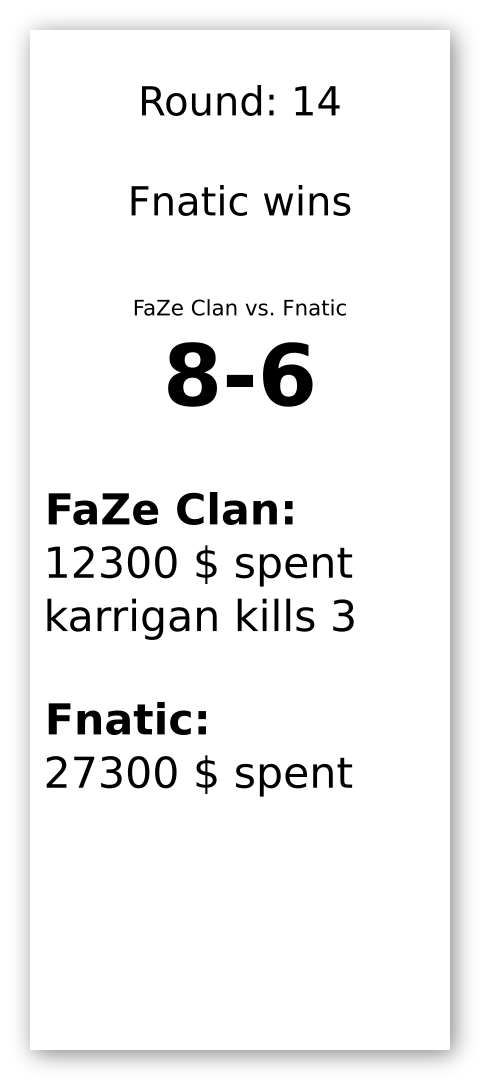 Round: 14
Fnatic wins
FaZe Clan vs. Fnatic
8-6
FaZe Clan:
12300 $ spent
karrigan kills 3
Fnatic:
27300 $ spent